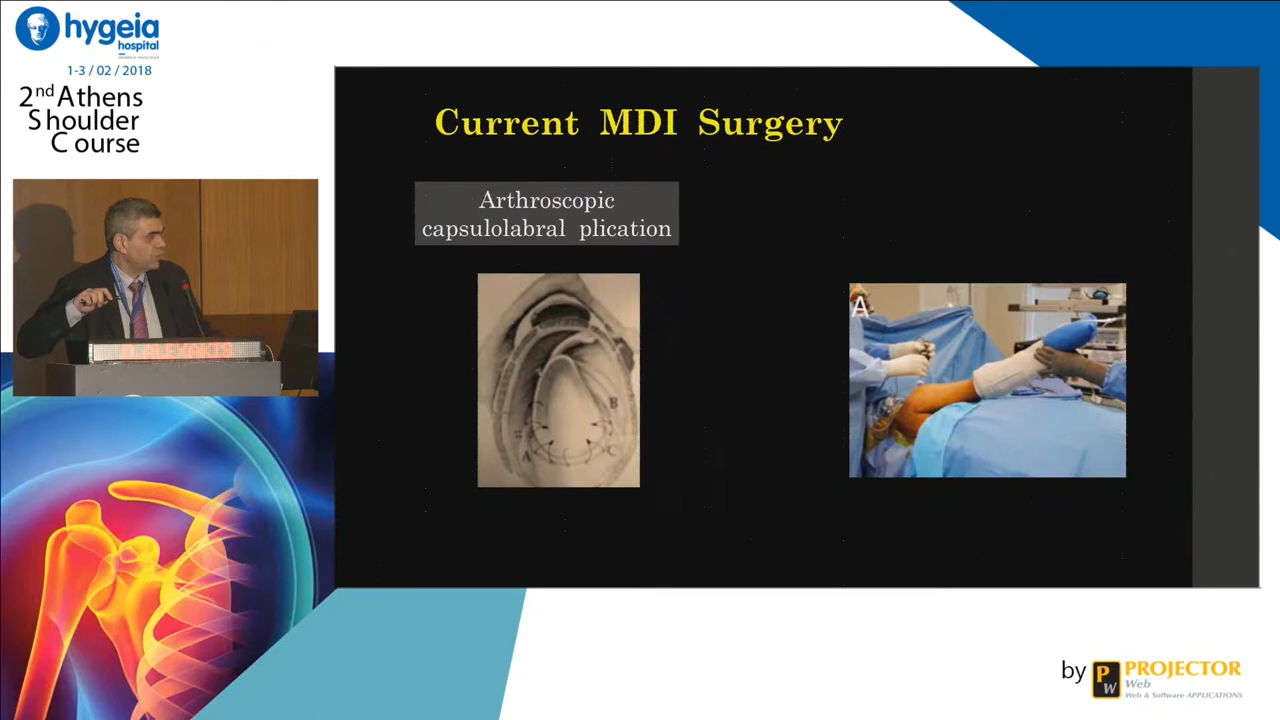 hygeia
hospital
1-3 / 02 / 2018
2nd Athens
Shoulder
Course
Current MDI Surgery
Arthroscopic
capsulolabral plication
A
B
A
C
by PW PROJECTOR
Web
Web & Software APPLICATIONS